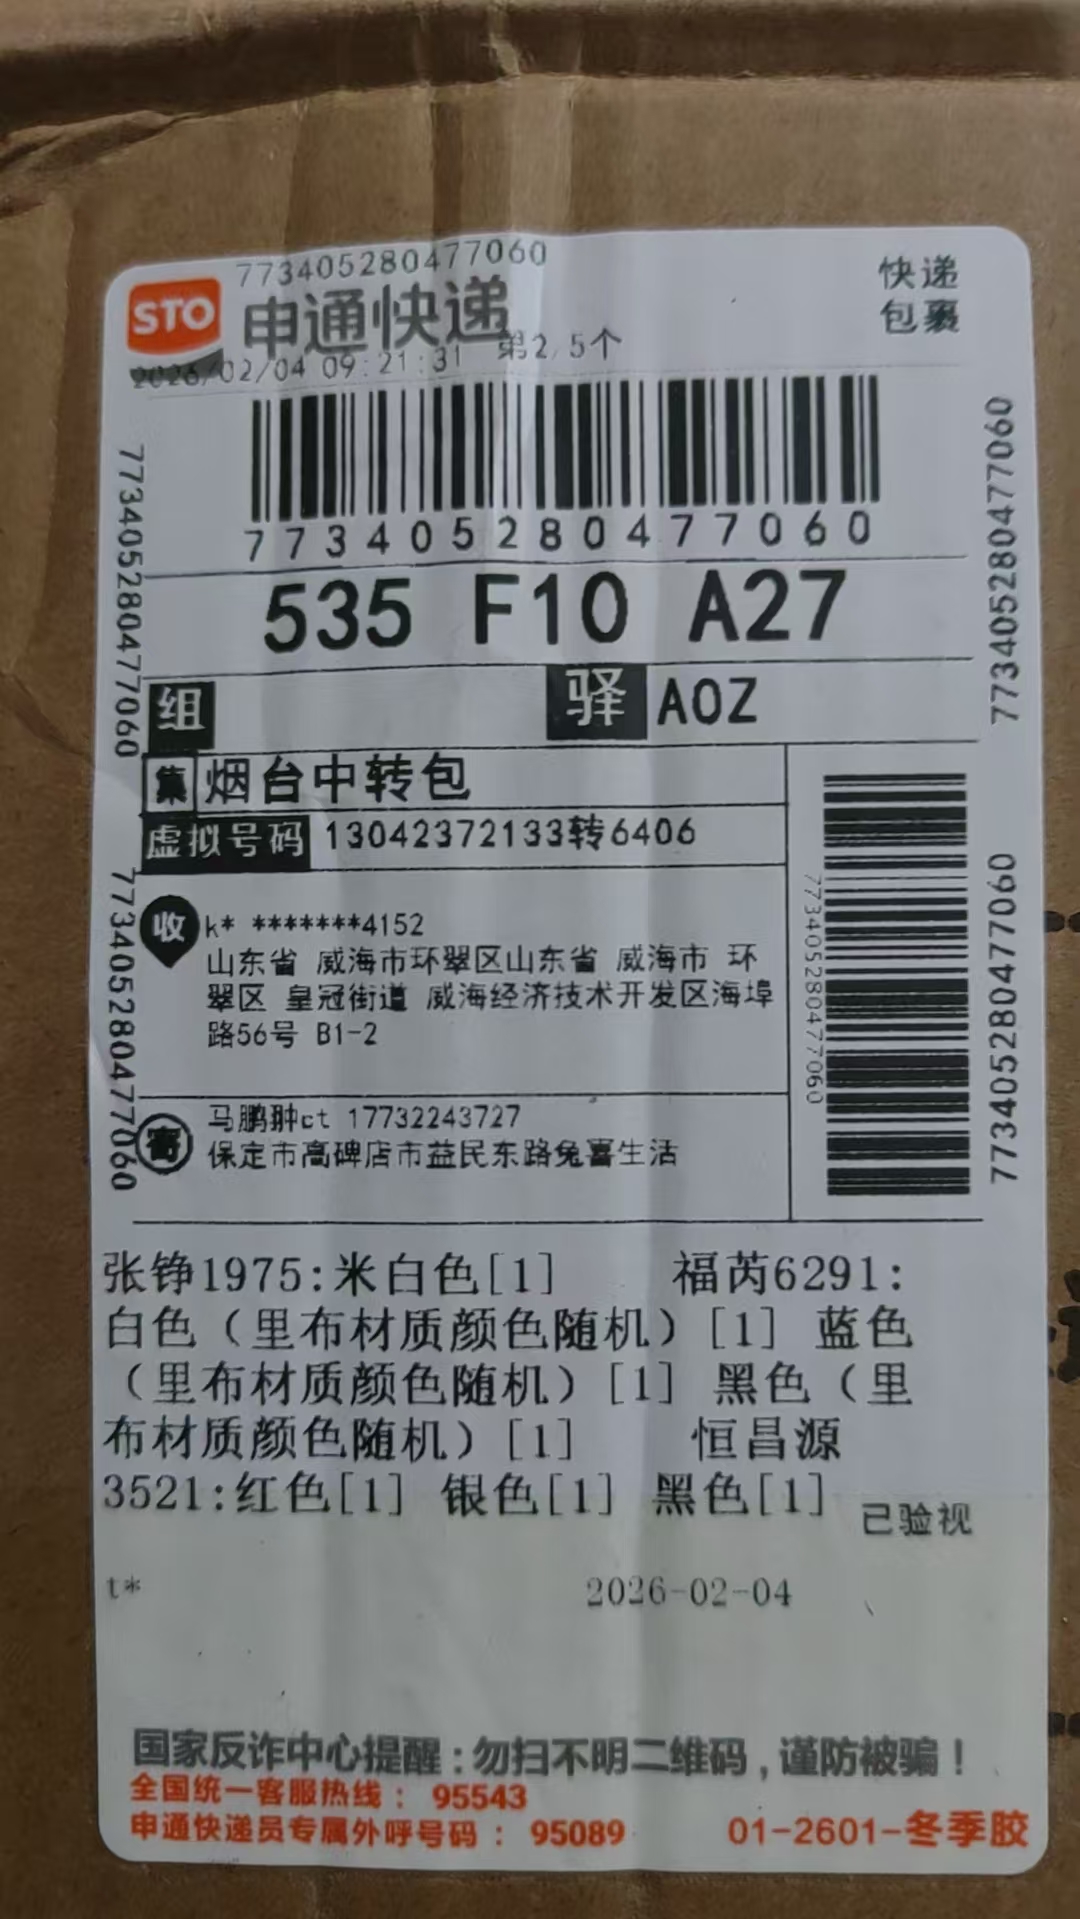 773405280477060
STO 申通快递
快递
包裹
2026/02/04 09:21:31 第2/5个
773405280477060
773405280477060
773405280477060
535 F10 A27
组
驿 A0Z
集 烟台中转包
虚拟号码 13042372133转6406
773405280477060
773405280477060
773405280477060
收 k* *******4152
山东省 威海市环翠区山东省 威海市 环
翠区 皇冠街道 威海经济技术开发区海埠
路56号 B1-2
寄 马鹏翀ct 17732243727
保定市高碑店市益民东路兔喜生活
张铮1975:米白色[1] 福芮6291:
白色（里布材质颜色随机）[1] 蓝色
（里布材质颜色随机）[1] 黑色（里
布材质颜色随机）[1] 恒昌源
3521:红色[1] 银色[1] 黑色[1]
已验视
t* 2026-02-04
国家反诈中心提醒：勿扫不明二维码，谨防被骗！
全国统一客服热线： 95543
申通快递员专属外呼号码： 95089
01-2601-冬季胶